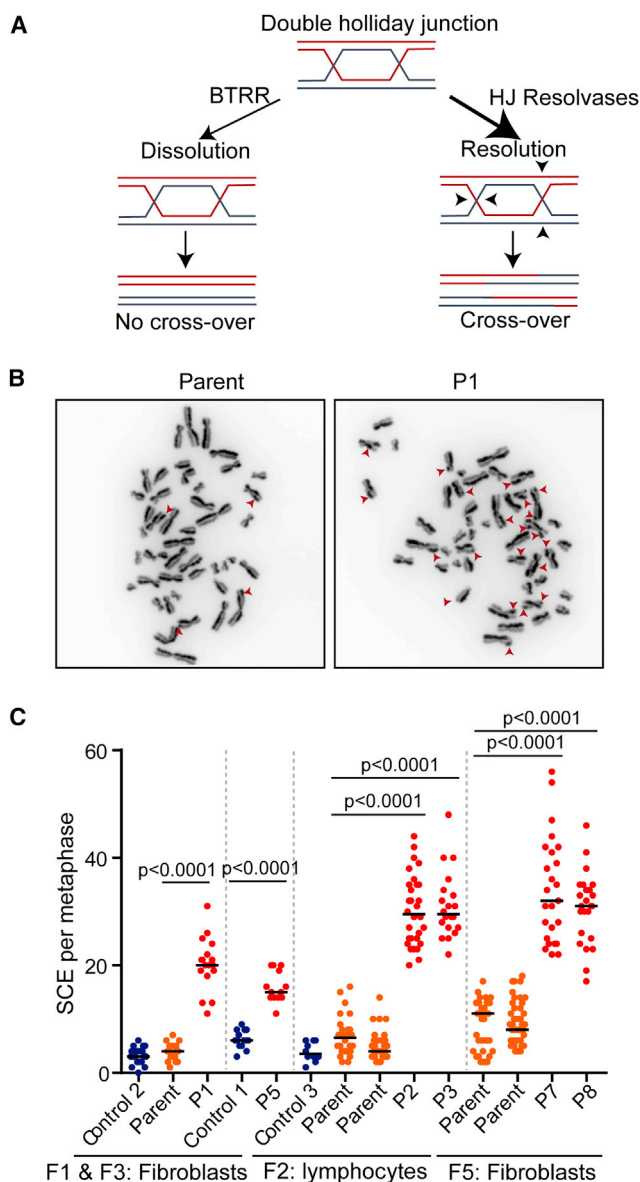 A
Double holliday junction
BTRR
HJ Resolvases
Dissolution
Resolution
No cross-over
Cross-over
B
Parent
P1
C
SCE per metaphase
60
40
20
0
p<0.0001
p<0.0001
p<0.0001
p<0.0001
p<0.0001
p<0.0001
Control 2
Parent
P1
Control 1
P5
Control 3
Parent
Parent
P2
P3
Parent
Parent
P7
P8
F1 & F3: Fibroblasts
F2: lymphocytes
F5: Fibroblasts